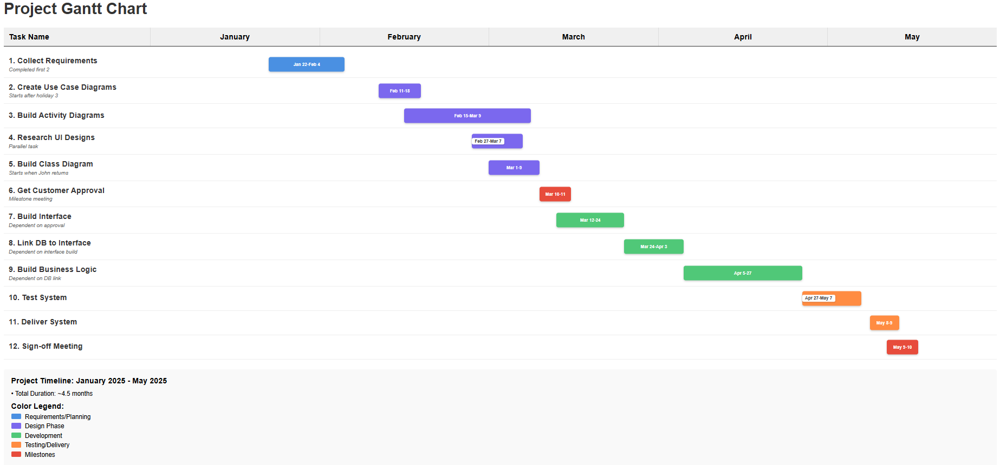 Project Gantt Chart
Task Name January February March April May
1. Collect Requirements
Completed first 2
Jan 22-Feb 4
2. Create Use Case Diagrams
Starts after holiday 3
Feb 11-18
3. Build Activity Diagrams
Feb 15-Mar 9
4. Research UI Designs
Parallel task
Feb 27-Mar 7
5. Build Class Diagram
Starts when John returns
Mar 1-9
6. Get Customer Approval
Milestone meeting
Mar 10-11
7. Build Interface
Dependent on approval
Mar 12-24
8. Link DB to Interface
Dependent on interface build
Mar 24-Apr 3
9. Build Business Logic
Dependent on DB link
Apr 5-27
10. Test System
Apr 27-May 7
11. Deliver System
May 8-9
12. Sign-off Meeting
May 9-10
Project Timeline: January 2025 - May 2025
• Total Duration: ~4.5 months
Color Legend:
Requirements/Planning
Design Phase
Development
Testing/Delivery
Milestones